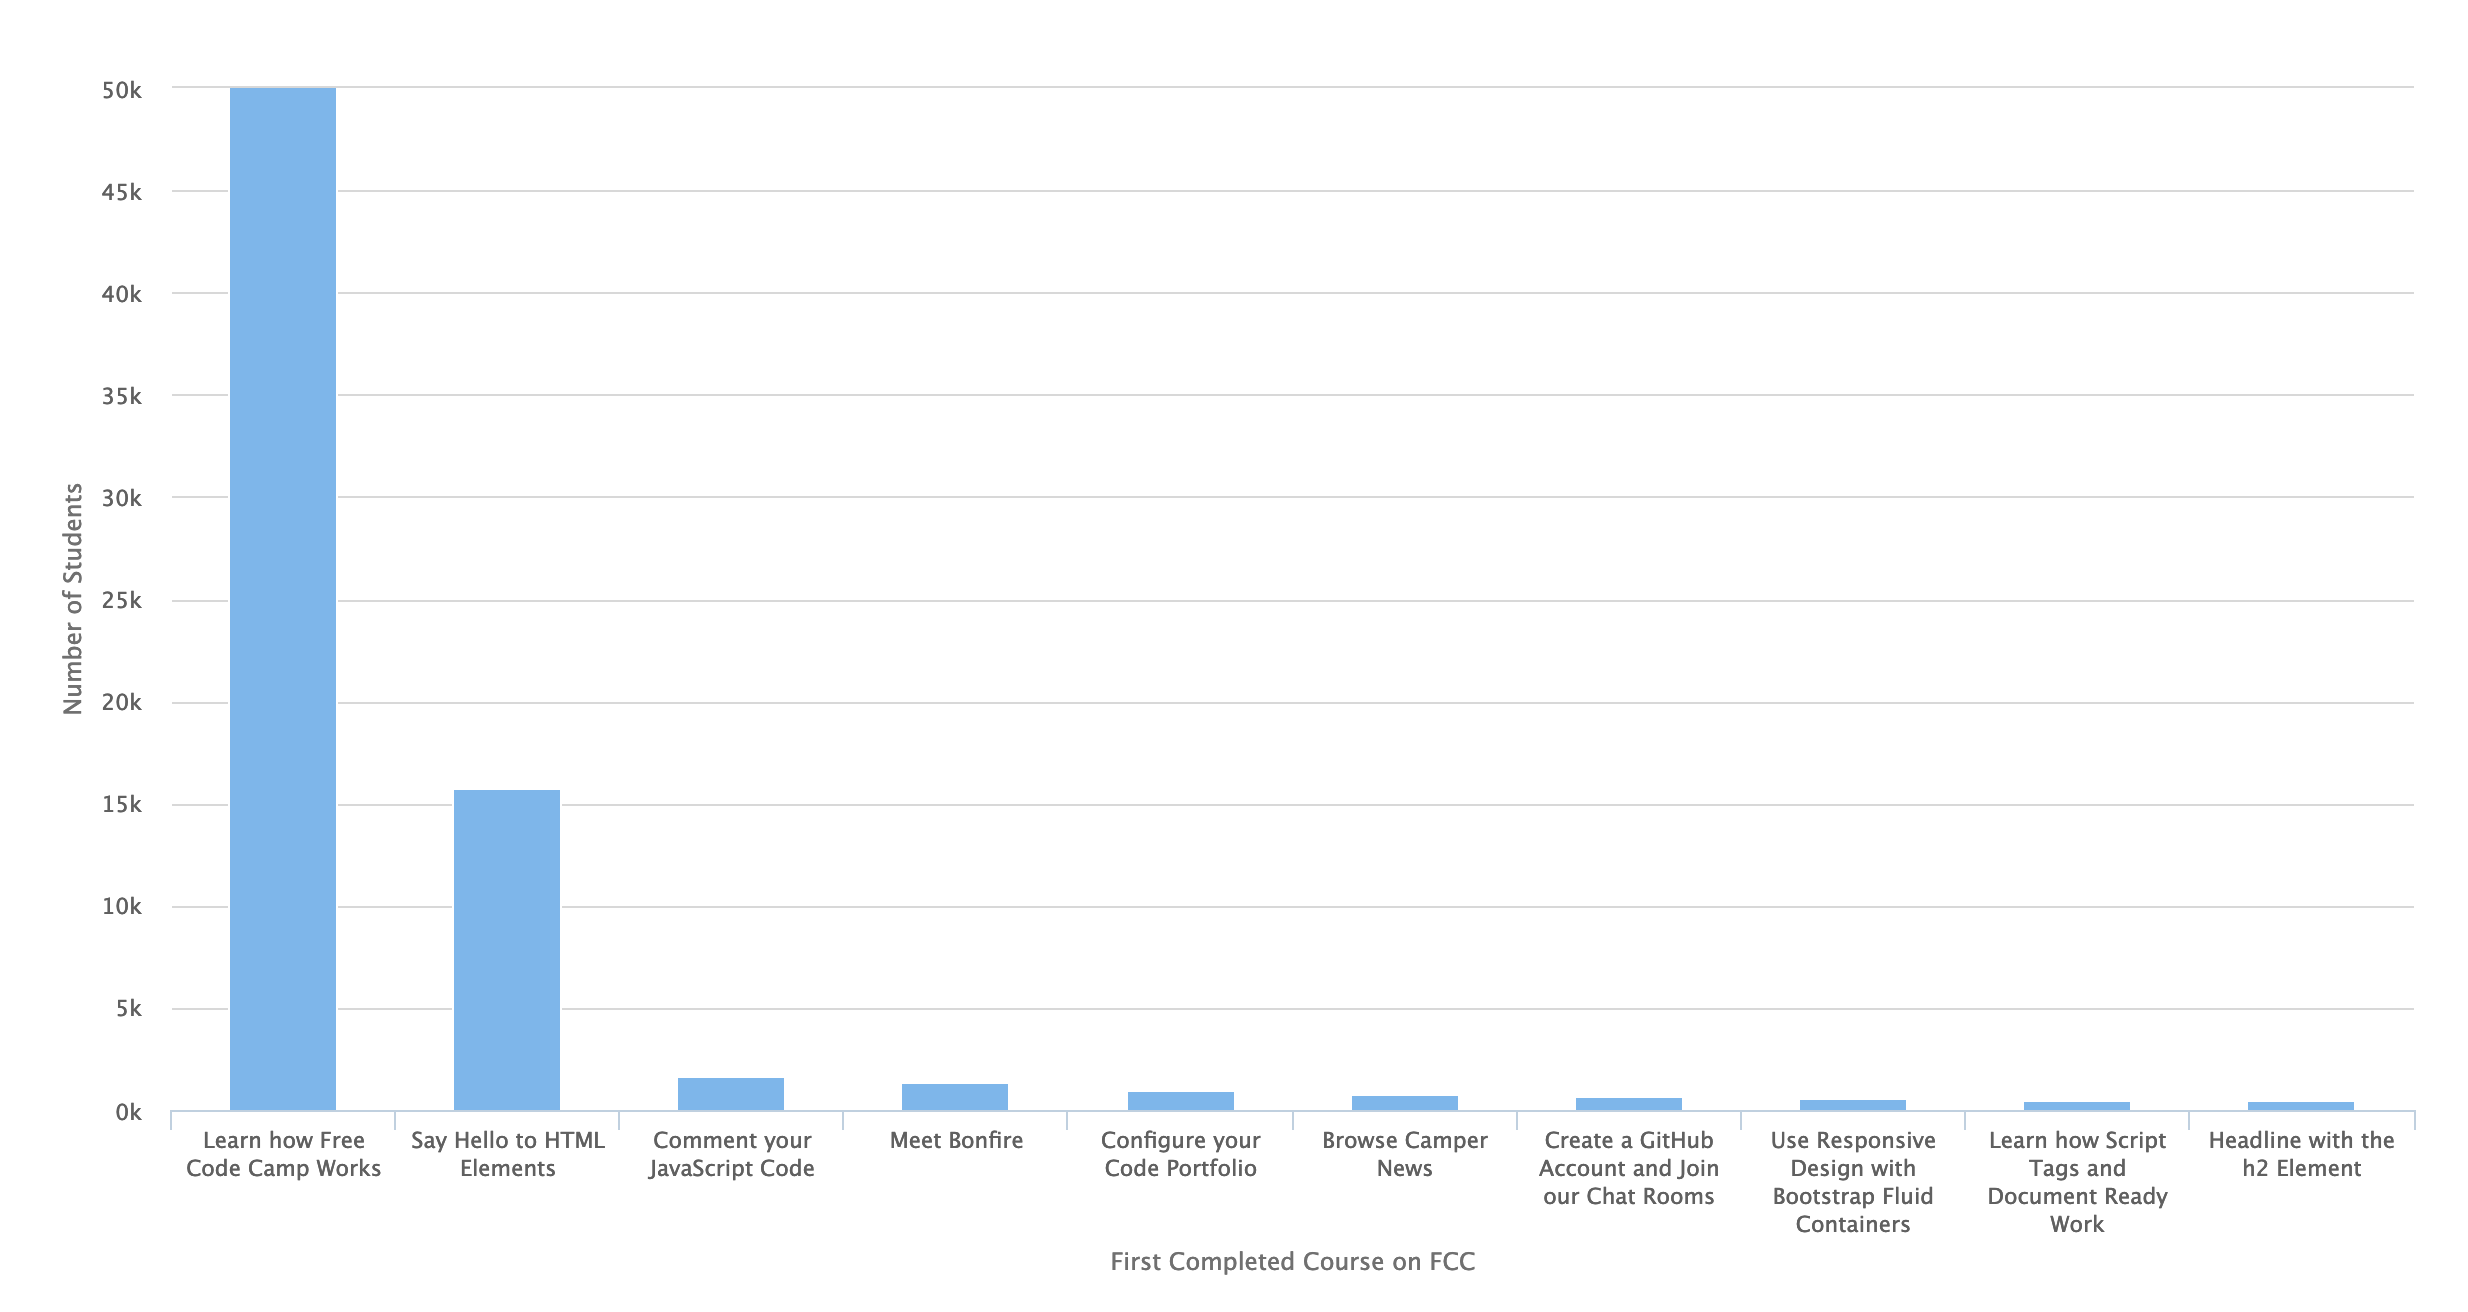 50k
45k
40k
35k
30k
25k
20k
15k
10k
5k
0k
Number of Students
Learn how Free
Code Camp Works
Say Hello to HTML
Elements
Comment your
JavaScript Code
Meet Bonfire
Configure your
Code Portfolio
Browse Camper
News
Create a GitHub
Account and Join
our Chat Rooms
Use Responsive
Design with
Bootstrap Fluid
Containers
Learn how Script
Tags and
Document Ready
Work
Headline with the
h2 Element
First Completed Course on FCC